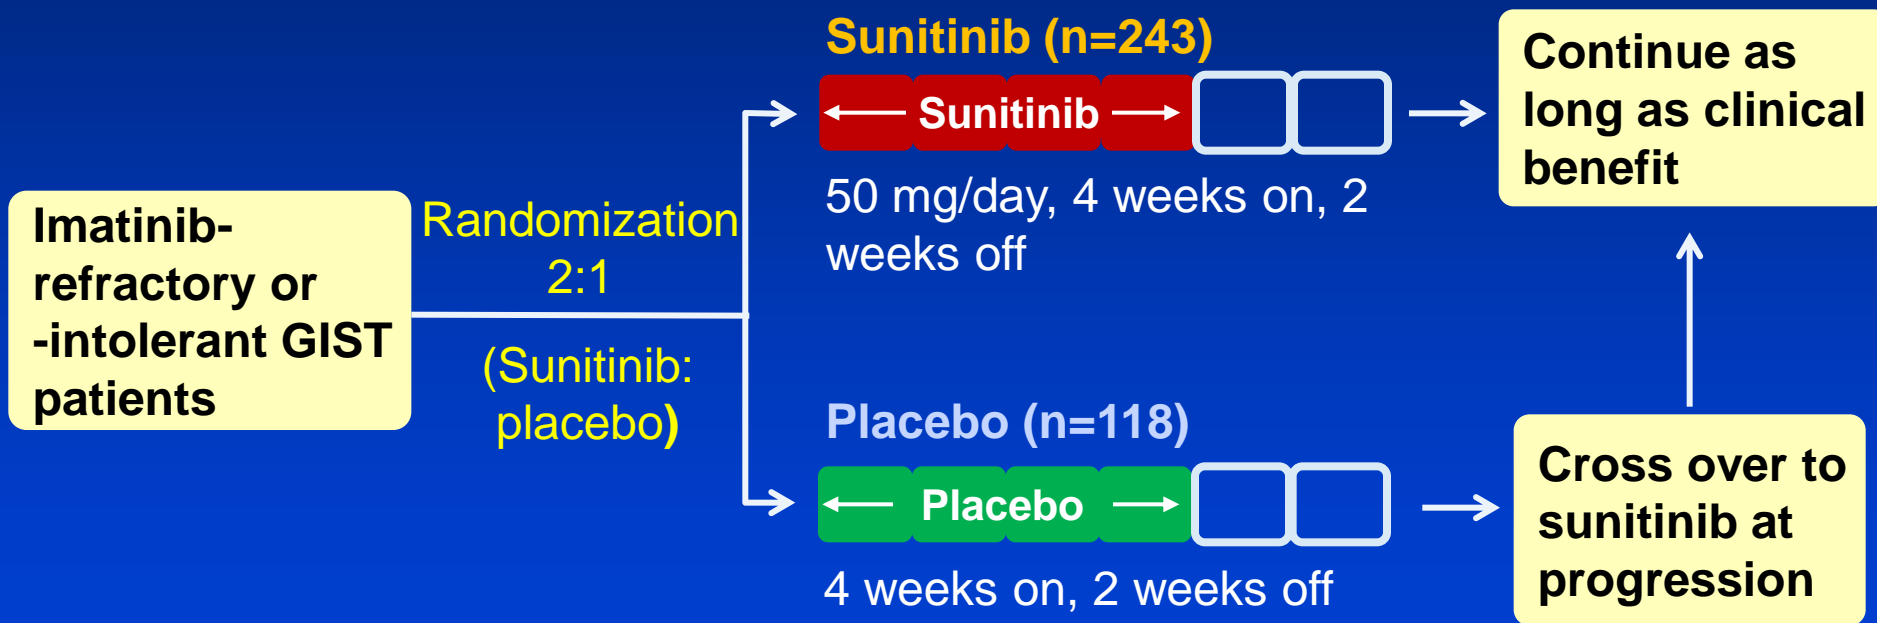 Imatinib-
refractory or
-intolerant GIST
patients
Randomization
2:1
(Sunitinib:
placebo)
Sunitinib (n=243)
Sunitinib
50 mg/day, 4 weeks on, 2
weeks off
Continue as
long as clinical
benefit
Placebo (n=118)
Placebo
4 weeks on, 2 weeks off
Cross over to
sunitinib at
progression